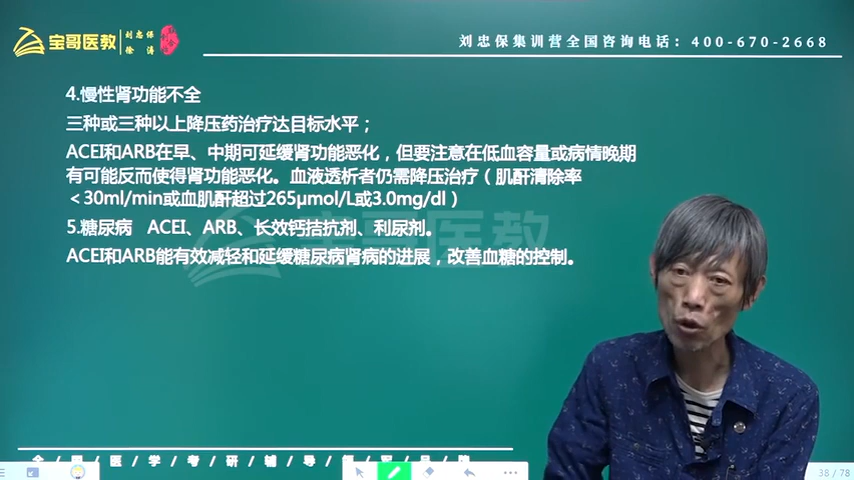 宝哥医教
刘忠保
徐涛
刘忠保集训营全国咨询电话：400-670-2668
4.慢性肾功能不全
三种或三种以上降压药治疗达目标水平；
ACEI和ARB在早、中期可延缓肾功能恶化，但要注意在低血容量或病情晚期
有可能反而使得肾功能恶化。血液透析者仍需降压治疗（肌酐清除率
＜30ml/min或血肌酐超过265μmol/L或3.0mg/dl）
5.糖尿病 ACEI、ARB、长效钙拮抗剂、利尿剂。
ACEI和ARB能有效减轻和延缓糖尿病肾病的进展，改善血糖的控制。
宝哥医教
38 / 78